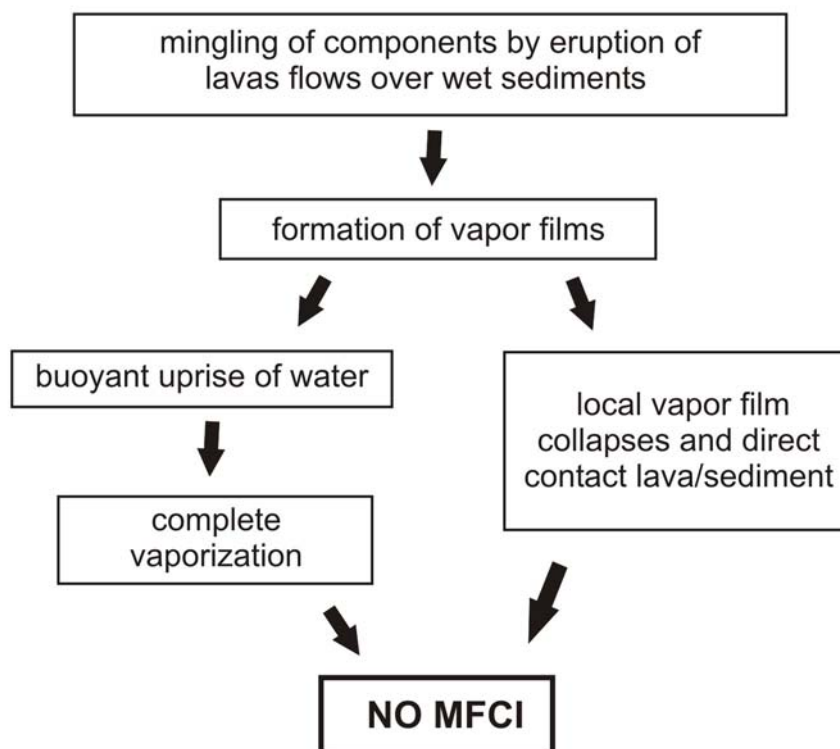 mingling of components by eruption of
lavas flows over wet sediments
formation of vapor films
buoyant uprise of water
complete
vaporization
local vapor film
collapses and direct
contact lava/sediment
NO MFCI